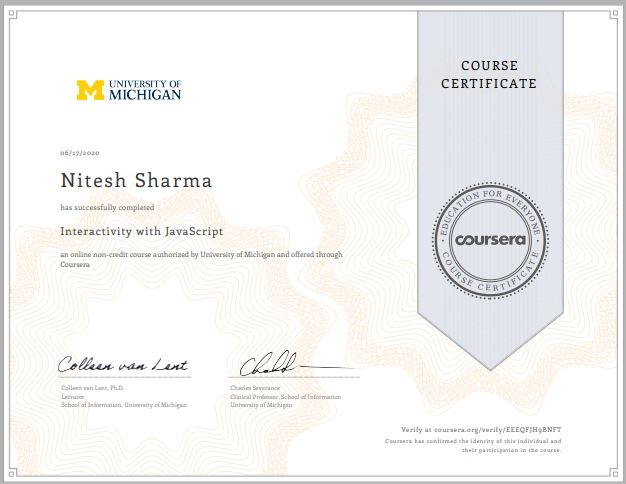 UNIVERSITY OF
MICHIGAN
COURSE
CERTIFICATE
06/17/2020
Nitesh Sharma
has successfully completed
Interactivity with JavaScript
an online non-credit course authorized by University of Michigan and offered through
Coursera
EDUCATION FOR EVERYONE
coursera
COURSE CERTIFICATE
Colleen van Lent
Colleen van Lent, Ph.D.
Lecturer
School of Information, University of Michigan
Charles Severance
Clinical Professor, School of Information
University of Michigan
Verify at coursera.org/verify/EEEQFJH9BNFT
Coursera has confirmed the identity of this individual and
their participation in the course.